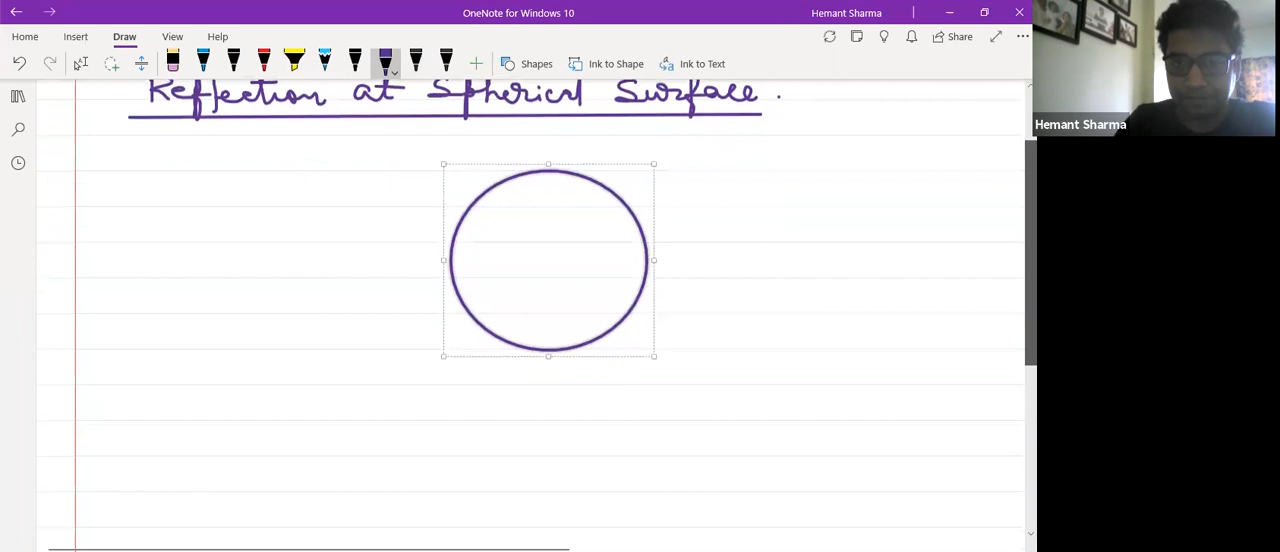 OneNote for Windows 10
Hemant Sharma
Home Insert Draw View Help
Share
Shapes Ink to Shape Ink to Text
Reflection at Spherical Surface.
Hemant Sharma